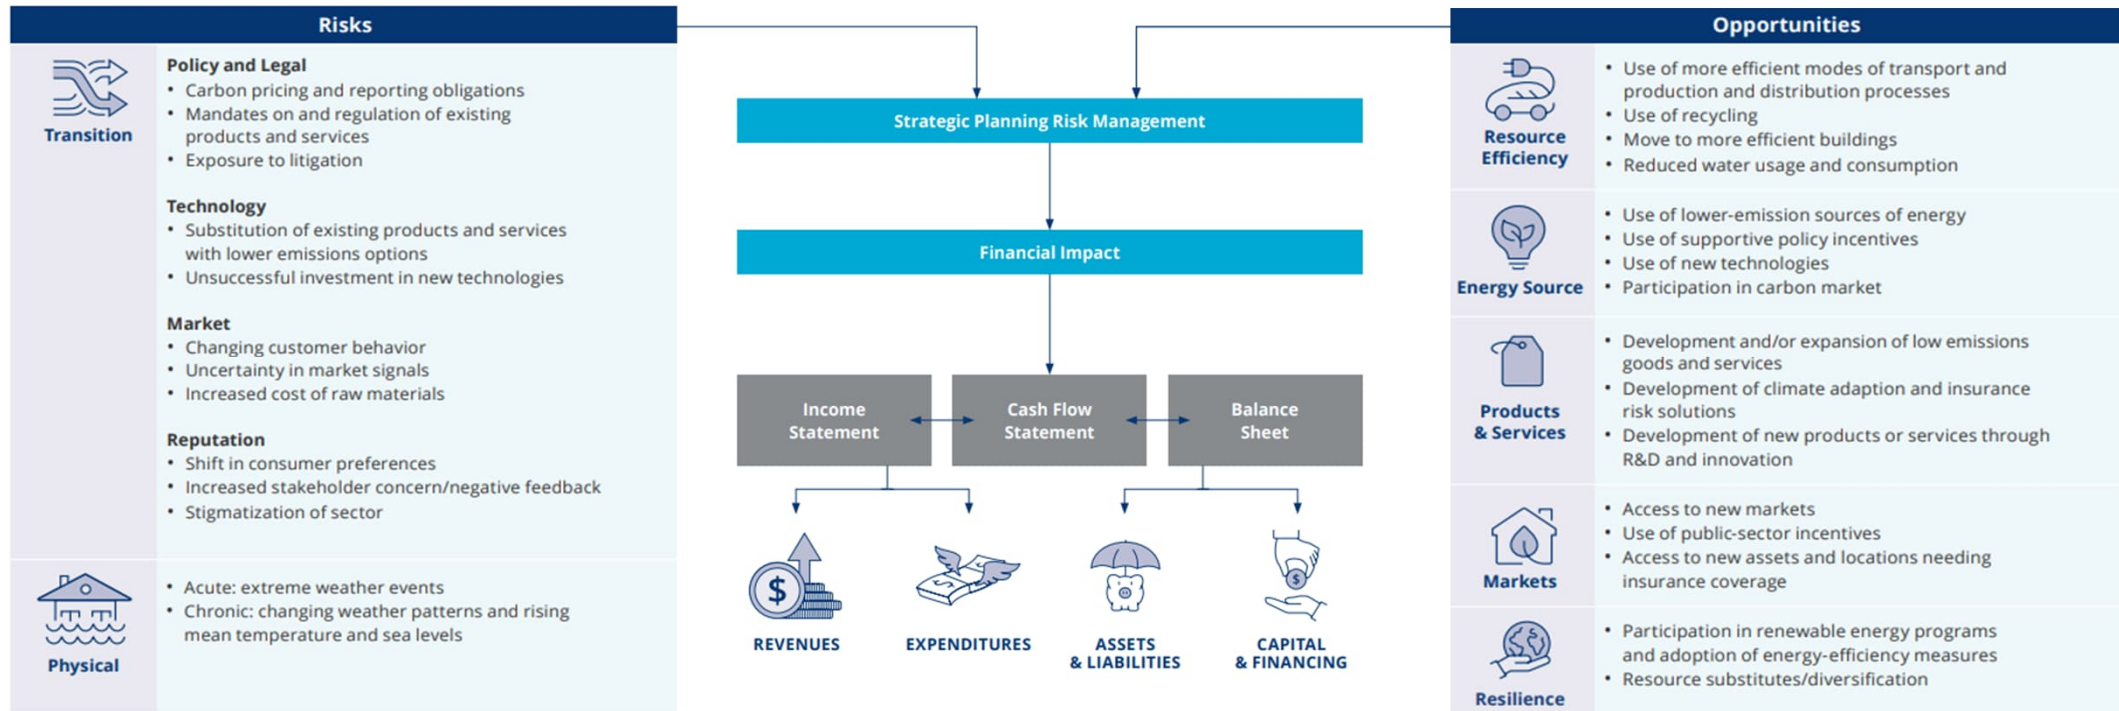 Risks
Transition
Policy and Legal
• Carbon pricing and reporting obligations
• Mandates on and regulation of existing
products and services
• Exposure to litigation
Technology
• Substitution of existing products and services
with lower emissions options
• Unsuccessful investment in new technologies
Market
• Changing customer behavior
• Uncertainty in market signals
• Increased cost of raw materials
Reputation
• Shift in consumer preferences
• Increased stakeholder concern/negative feedback
• Stigmatization of sector
Physical
• Acute: extreme weather events
• Chronic: changing weather patterns and rising
mean temperature and sea levels
Strategic Planning Risk Management
Financial Impact
Income
Statement
Cash Flow
Statement
Balance
Sheet
$
REVENUES
EXPENDITURES
ASSETS
& LIABILITIES
$
CAPITAL
& FINANCING
Opportunities
Resource
Efficiency
• Use of more efficient modes of transport and
production and distribution processes
• Use of recycling
• Move to more efficient buildings
• Reduced water usage and consumption
Energy Source
• Use of lower-emission sources of energy
• Use of supportive policy incentives
• Use of new technologies
• Participation in carbon market
Products
& Services
• Development and/or expansion of low emissions
goods and services
• Development of climate adaption and insurance
risk solutions
• Development of new products or services through
R&D and innovation
Markets
• Access to new markets
• Use of public-sector incentives
• Access to new assets and locations needing
insurance coverage
Resilience
• Participation in renewable energy programs
and adoption of energy-efficiency measures
• Resource substitutes/diversification